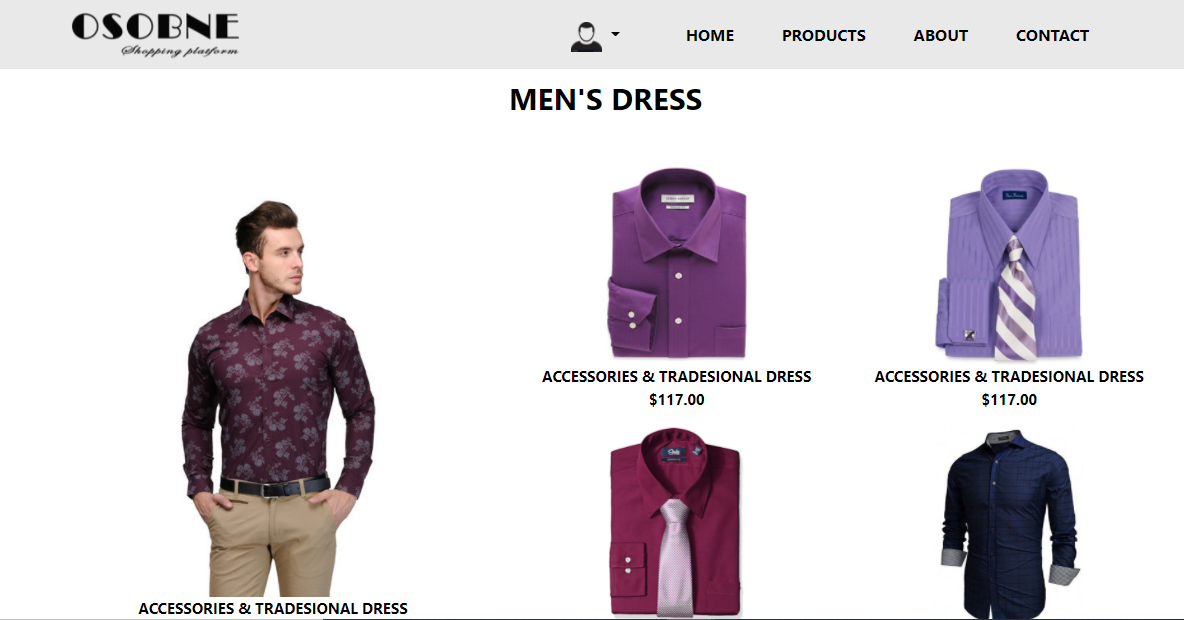 OSOBNE
Shopping platform
HOME PRODUCTS ABOUT CONTACT
MEN'S DRESS
ACCESSORIES & TRADESIONAL DRESS
$117.00
ACCESSORIES & TRADESIONAL DRESS
$117.00
ACCESSORIES & TRADESIONAL DRESS